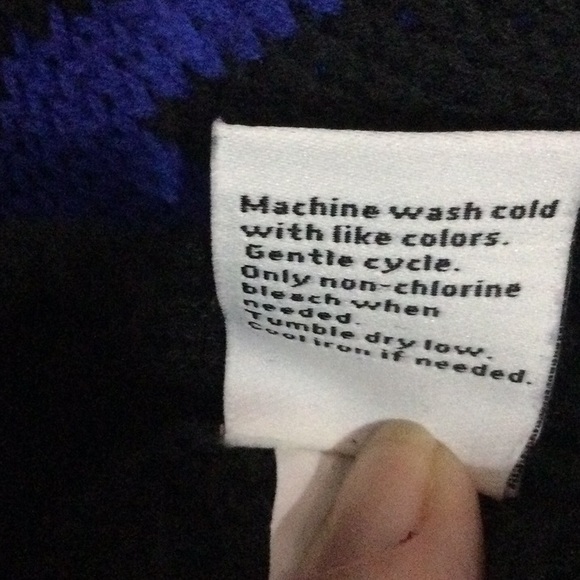 Machine wash cold
with like colors.
Gentle cycle.
Only non-chlorine
bleach when
needed.
Tumble dry low.
Cool iron if needed.